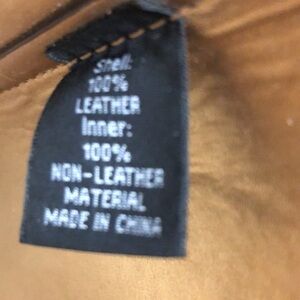 Shell:
100%
LEATHER
Inner:
100%
NON-LEATHER
MATERIAL
MADE IN CHINA